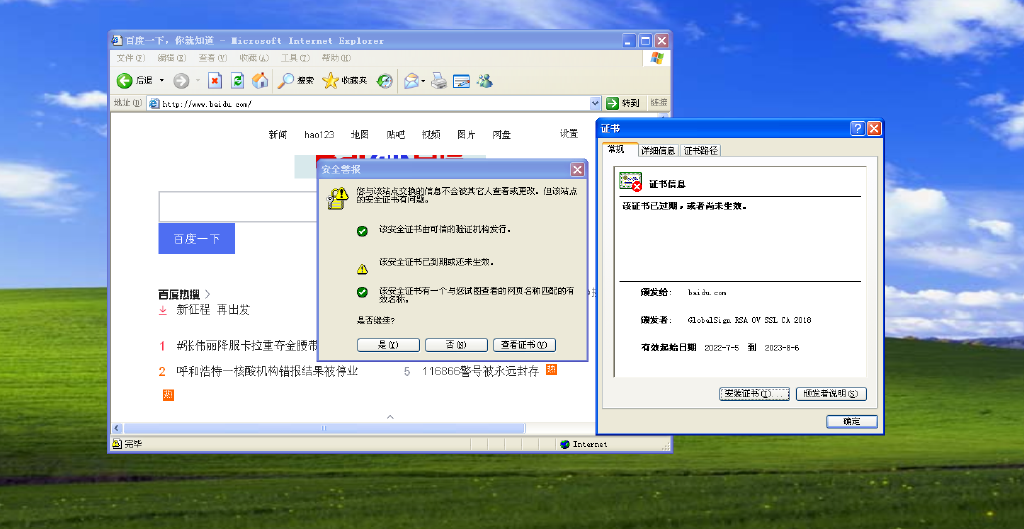 百度一下，你就知道 - Microsoft Internet Explorer
文件(F) 编辑(E) 查看(V) 收藏(A) 工具(T) 帮助(H)
后退 搜索 收藏夹
地址(D) http://www.baidu.com/ 转到 链接
新闻 hao123 地图 贴吧 视频 图片 网盘 设置
百度一下
百度热搜
新征程 再出发
1 #张伟丽降服卡拉重夺金腰带
2 呼和浩特一核酸机构错报结果被停业 热
5 116866警号被永远封存 热
完毕 Internet
安全警报
您与该站点交换的信息不会被其它人查看或更改。但该站点
的安全证书有问题。
该安全证书由可信的验证机构发行。
该安全证书已到期或还未生效。
该安全证书有一个与您试图查看的网页名称匹配的有
效名称。
是否继续?
是(Y) 否(N) 查看证书(V)
证书
常规 详细信息 证书路径
证书信息
该证书已过期，或者尚未生效。
颁发给: baidu.com
颁发者: GlobalSign RSA OV SSL CA 2018
有效起始日期 2022-7-5 到 2023-8-6
安装证书(I)... 颁发者说明(S)
确定